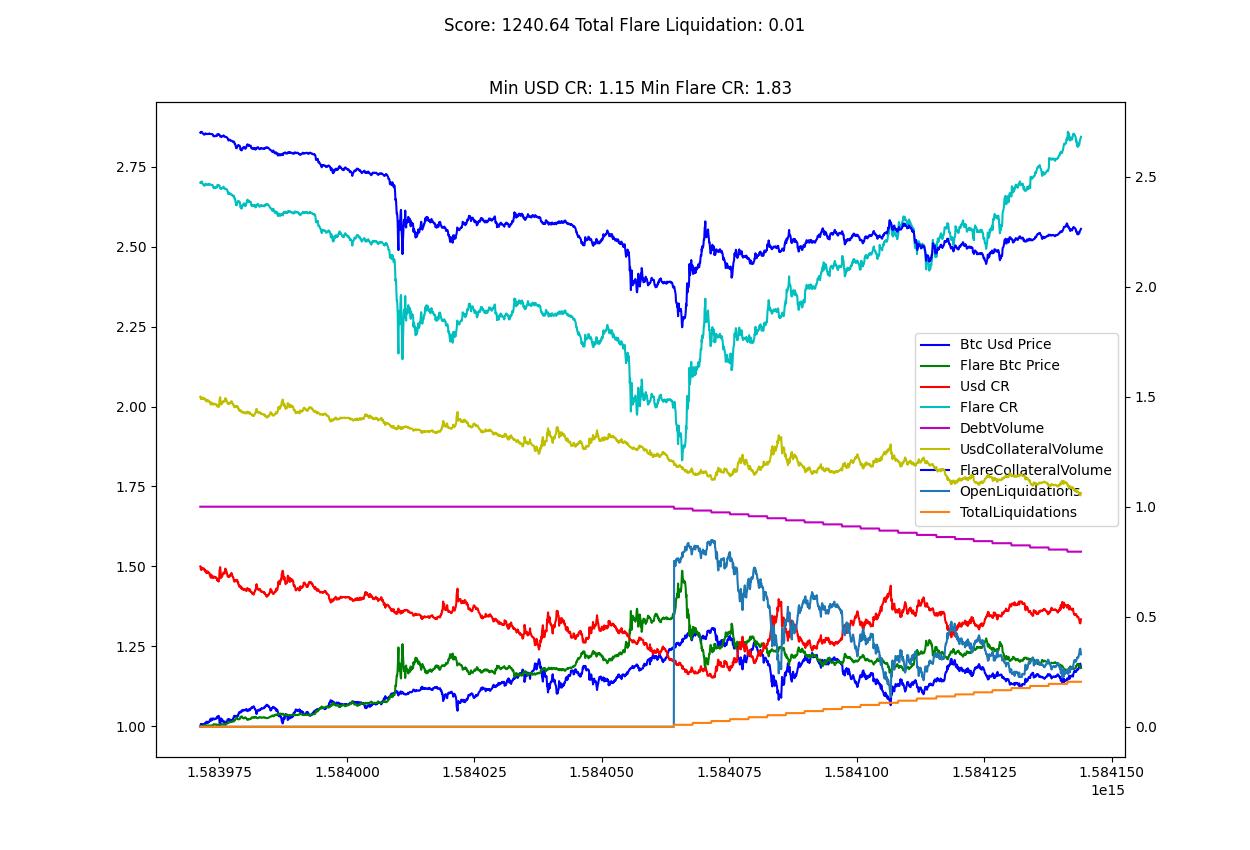 Score: 1240.64 Total Flare Liquidation: 0.01
Min USD CR: 1.15 Min Flare CR: 1.83
2.75
2.50
2.25
2.00
1.75
1.50
1.25
1.00
2.5
2.0
1.5
1.0
0.5
0.0
Btc Usd Price
Flare Btc Price
Usd CR
Flare CR
DebtVolume
UsdCollateralVolume
FlareCollateralVolume
OpenLiquidations
TotalLiquidations
1.583975 1.584000 1.584025 1.584050 1.584075 1.584100 1.584125 1.584150
1e15